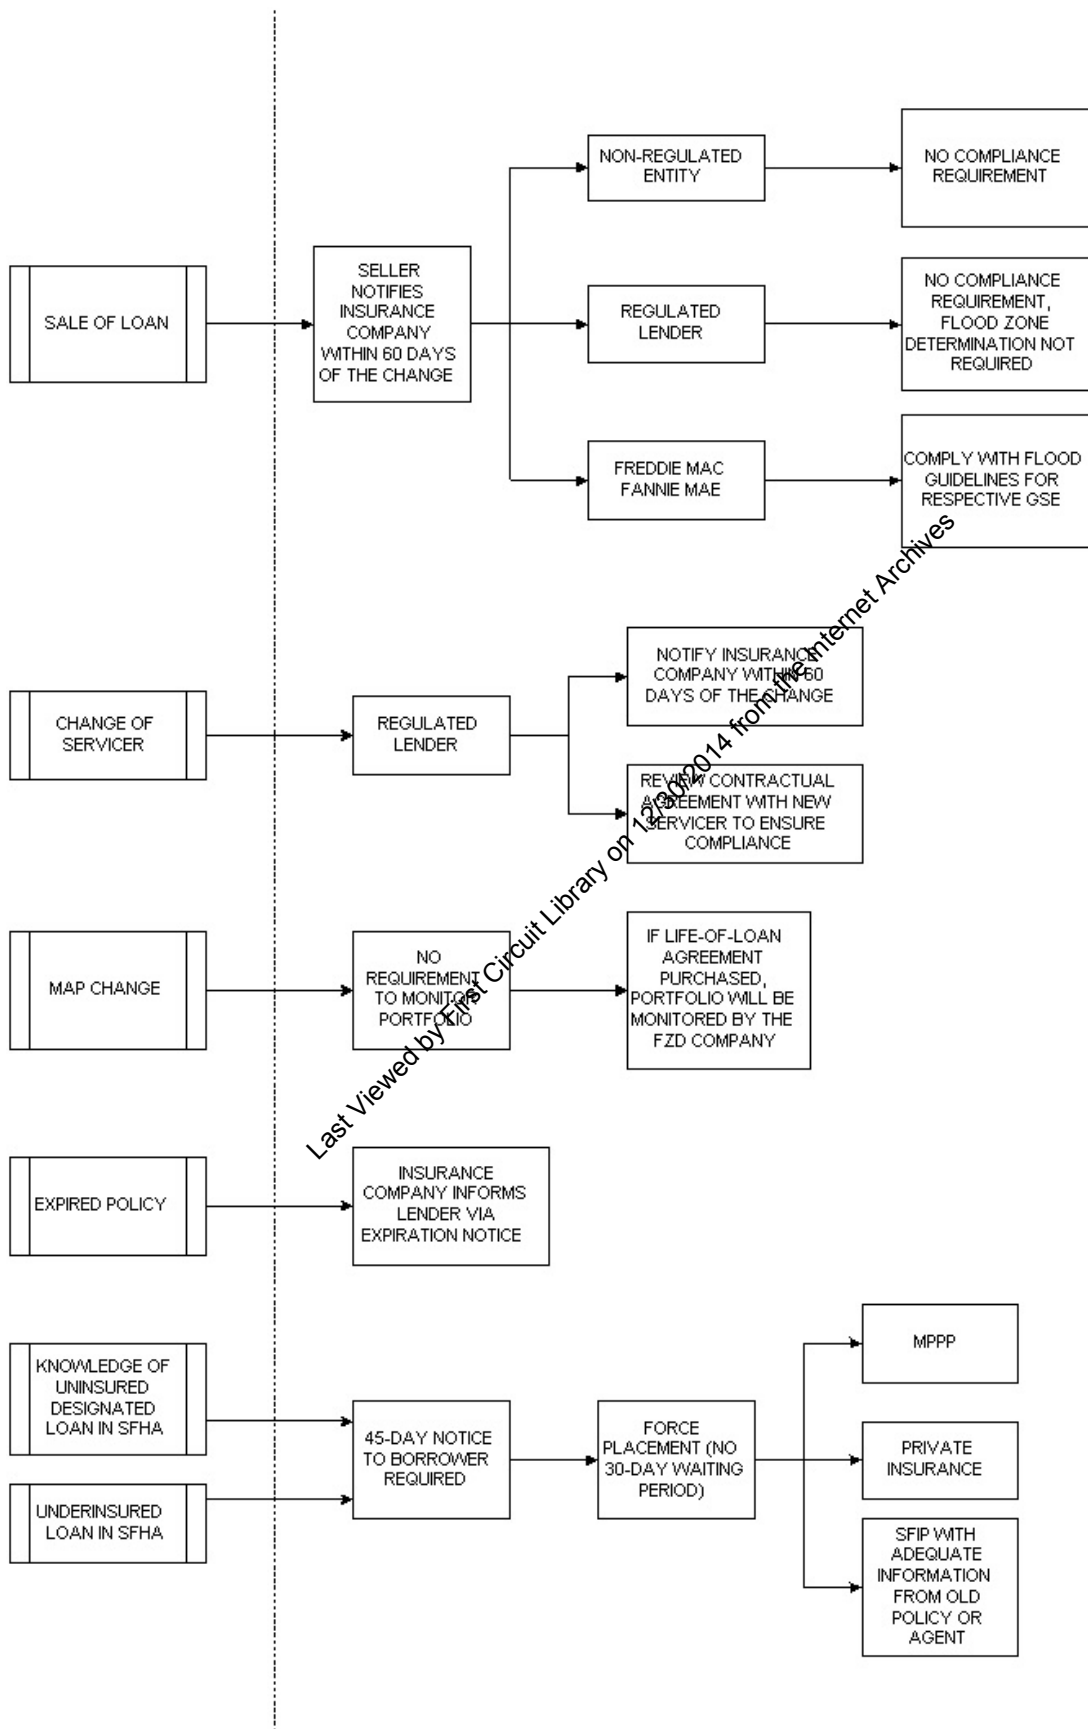 NON-REGULATED
ENTITY
NO COMPLIANCE
REQUIREMENT
SALE OF LOAN
SELLER
NOTIFIES
INSURANCE
COMPANY
WITHIN 60 DAYS
OF THE CHANGE
REGULATED
LENDER
NO COMPLIANCE
REQUIREMENT,
FLOOD ZONE
DETERMINATION NOT
REQUIRED
FREDDIE MAC
FANNIE MAE
COMPLY WITH FLOOD
GUIDELINES FOR
RESPECTIVE GSE
CHANGE OF
SERVICER
REGULATED
LENDER
NOTIFY INSURANCE
COMPANY WITHIN 60
DAYS OF THE CHANGE
REVIEW CONTRACTUAL
AGREEMENT WITH NEW
SERVICER TO ENSURE
COMPLIANCE
MAP CHANGE
NO
REQUIREMENT
TO MONITOR
PORTFOLIO
IF LIFE-OF-LOAN
AGREEMENT
PURCHASED,
PORTFOLIO WILL BE
MONITORED BY THE
FZD COMPANY
Last Viewed by First Circuit Library on 12/30/2014 from the Internet Archives
EXPIRED POLICY
INSURANCE
COMPANY INFORMS
LENDER VIA
EXPIRATION NOTICE
KNOWLEDGE OF
UNINSURED
DESIGNATED
LOAN IN SFHA
UNDERINSURED
LOAN IN SFHA
45-DAY NOTICE
TO BORROWER
REQUIRED
FORCE
PLACEMENT (NO
30-DAY WAITING
PERIOD)
MPPP
PRIVATE
INSURANCE
SFIP WITH
ADEQUATE
INFORMATION
FROM OLD
POLICY OR
AGENT